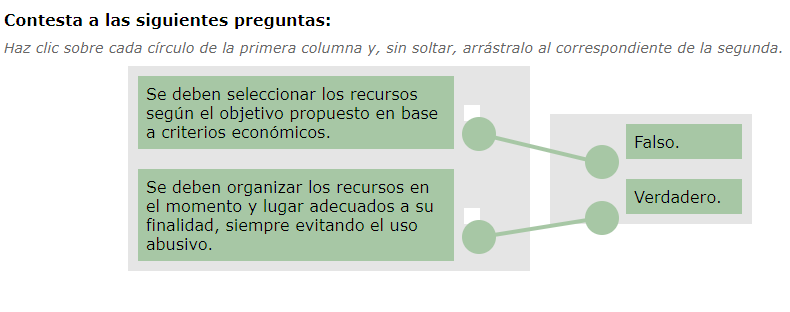 Contesta a las siguientes preguntas:
Haz clic sobre cada círculo de la primera columna y, sin soltar, arrástralo al correspondiente de la segunda.
Se deben seleccionar los recursos
según el objetivo propuesto en base
a criterios económicos.
Falso.
Se deben organizar los recursos en
el momento y lugar adecuados a su
finalidad, siempre evitando el uso
abusivo.
Verdadero.